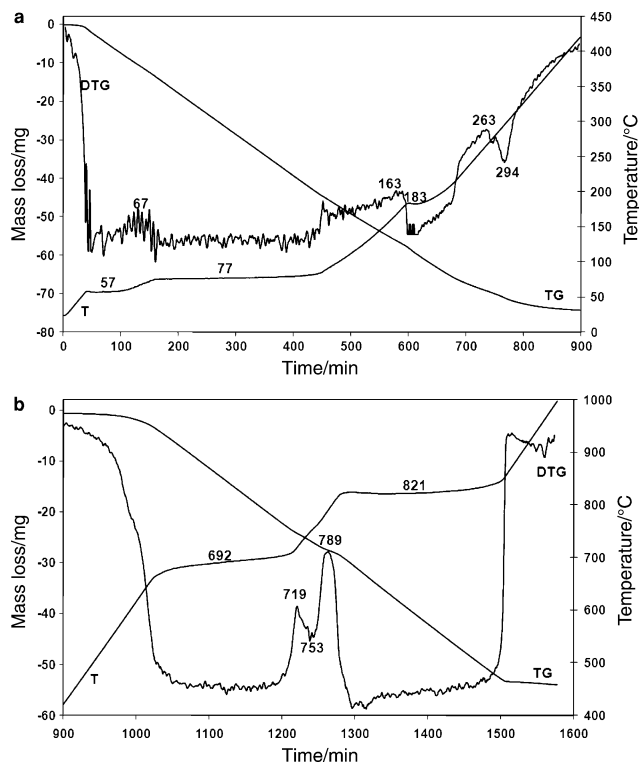 a
0
-10
-20
-30
-40
-50
-60
-70
-80
Mass loss/mg
450
400
350
300
250
200
150
100
50
0
Temperature/°C
DTG
67
57
T
77
163
183
263
294
TG
0 100 200 300 400 500 600 700 800 900
Time/min
b
0
-10
-20
-30
-40
-50
-60
Mass loss/mg
1000
900
800
700
600
500
400
Temperature/°C
DTG
821
789
692
719
753
T
TG
900 1000 1100 1200 1300 1400 1500 1600
Time/min